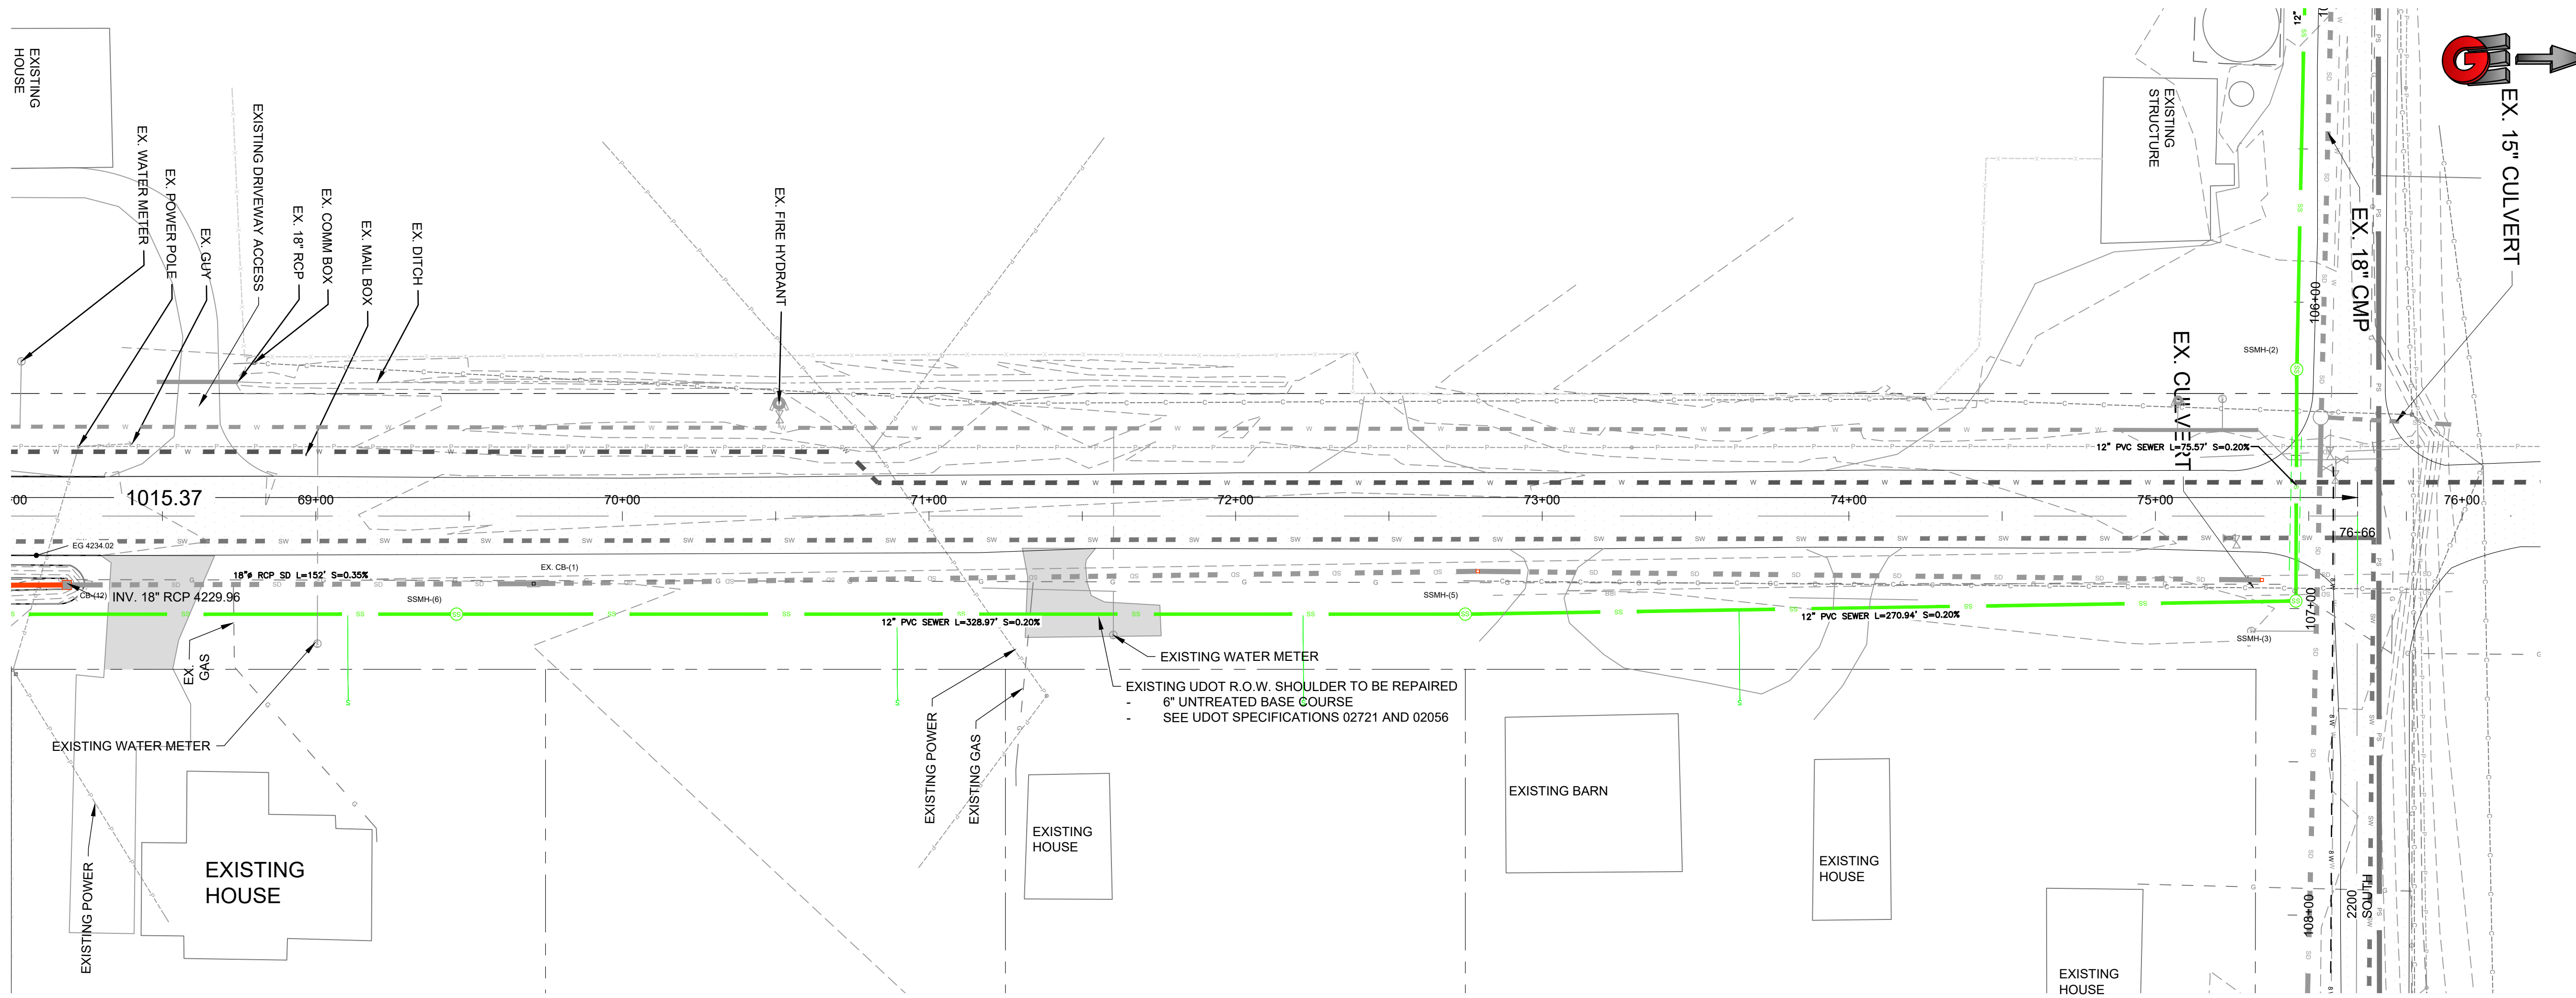 EXISTING
HOUSE
EX. WATER METER
EX. POWER POLE
EX. GUY
EXISTING DRIVEWAY ACCESS
EX. 18" RCP
EX. COMM BOX
EX. MAIL BOX
EX. DITCH
EX. FIRE HYDRANT
EXISTING
STRUCTURE
12"
G
EX. 15" CULVERT
EX. 18" CMP
106+00
SSMH-(2)
EX. CULVERT
12" PVC SEWER L=75.57' S=0.20%
-00
1015.37
69+00
70+00
71+00
72+00
73+00
74+00
75+00
76+00
76+66
EG 4234.02
18"ø RCP SD L=152' S=0.35%
EX. CB-(1)
CB-(12)
INV. 18" RCP 4229.96
SSMH-(6)
SSMH-(5)
12" PVC SEWER L=328.97' S=0.20%
12" PVC SEWER L=270.94' S=0.20%
107+00
SSMH-(3)
EX.
GAS
EXISTING WATER METER
EXISTING WATER METER
EXISTING UDOT R.O.W. SHOULDER TO BE REPAIRED
- 6" UNTREATED BASE COURSE
- SEE UDOT SPECIFICATIONS 02721 AND 02056
EXISTING POWER
EXISTING GAS
EXISTING POWER
EXISTING
HOUSE
EXISTING
HOUSE
EXISTING BARN
EXISTING
HOUSE
EXISTING
HOUSE
108+00
2200
SOUTH